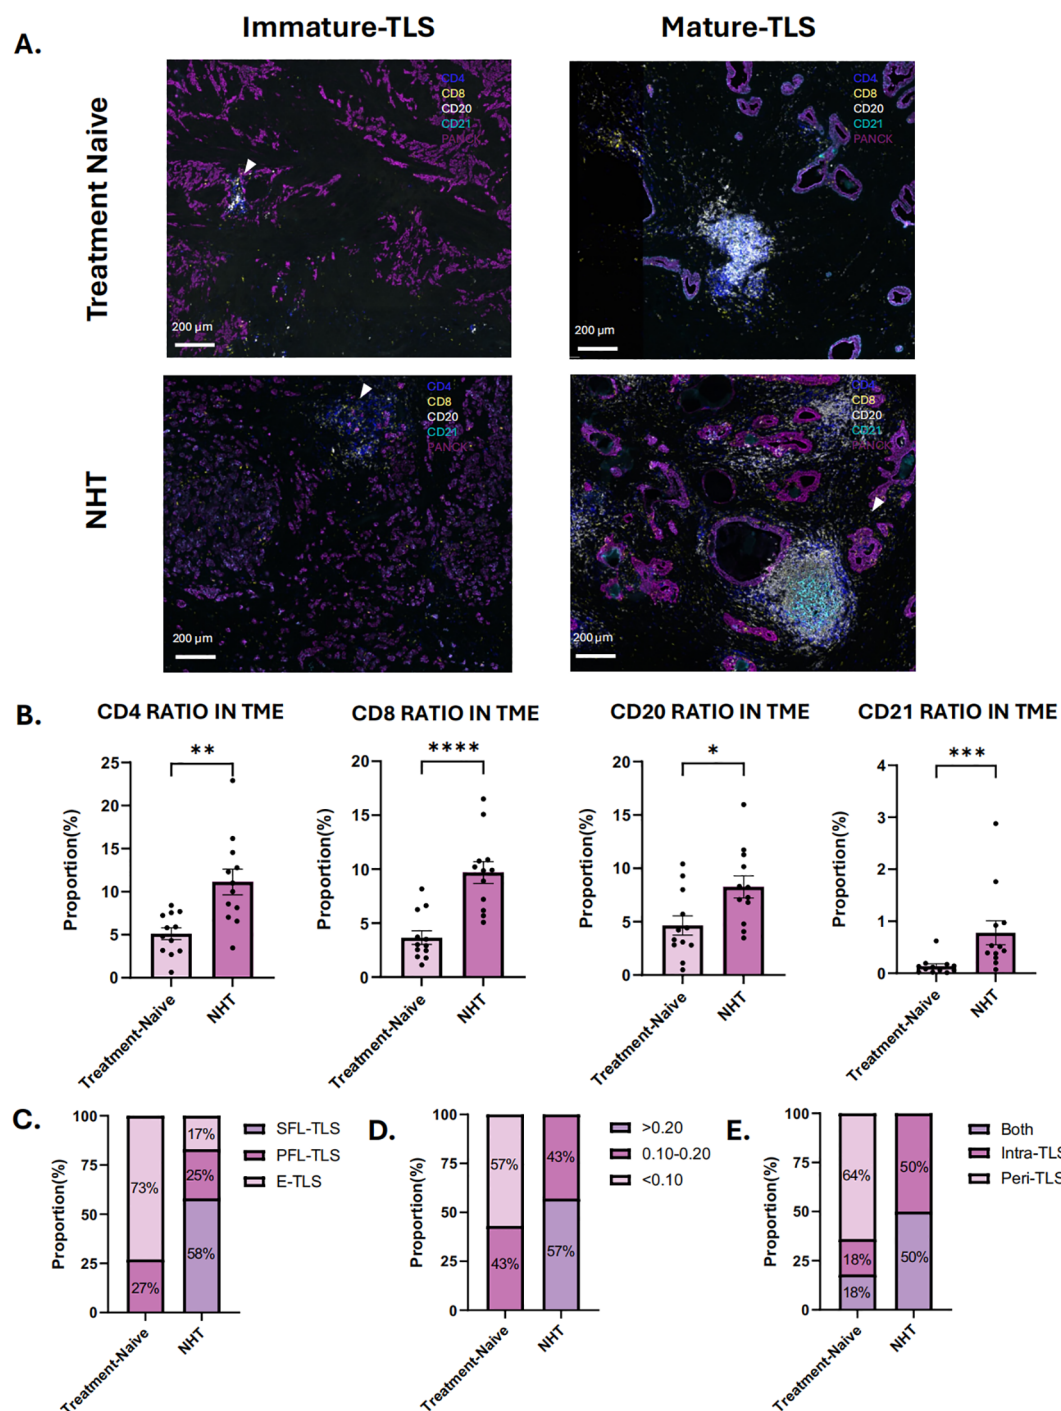 Immature-TLS
Mature-TLS
A.
Treatment Naive
CD4
CD8
CD20
CD21
PANCK
200 µm
CD4
CD8
CD20
CD21
PANCK
200 µm
NHT
CD4
CD8
CD20
CD21
PANCK
200 µm
CD4
CD8
CD20
CD21
PANCK
200 µm
B.
CD4 RATIO IN TME
CD8 RATIO IN TME
CD20 RATIO IN TME
CD21 RATIO IN TME
Proportion(%)
25
20
15
10
5
0
**
Treatment-Naive
NHT
Proportion(%)
20
15
10
5
0
****
Treatment-Naive
NHT
Proportion(%)
20
15
10
5
0
*
Treatment-Naive
NHT
Proportion(%)
4
3
2
1
0
***
Treatment-Naive
NHT
C.
Proportion(%)
100
75
50
25
0
73%
27%
17%
25%
58%
Treatment-Naive
NHT
SFL-TLS
PFL-TLS
E-TLS
D.
Proportion(%)
100
75
50
25
0
57%
43%
43%
57%
Treatment-Naive
NHT
>0.20
0.10-0.20
<0.10
E.
Proportion(%)
100
75
50
25
0
64%
18%
18%
50%
50%
Treatment-Naive
NHT
Both
Intra-TLS
Peri-TLS